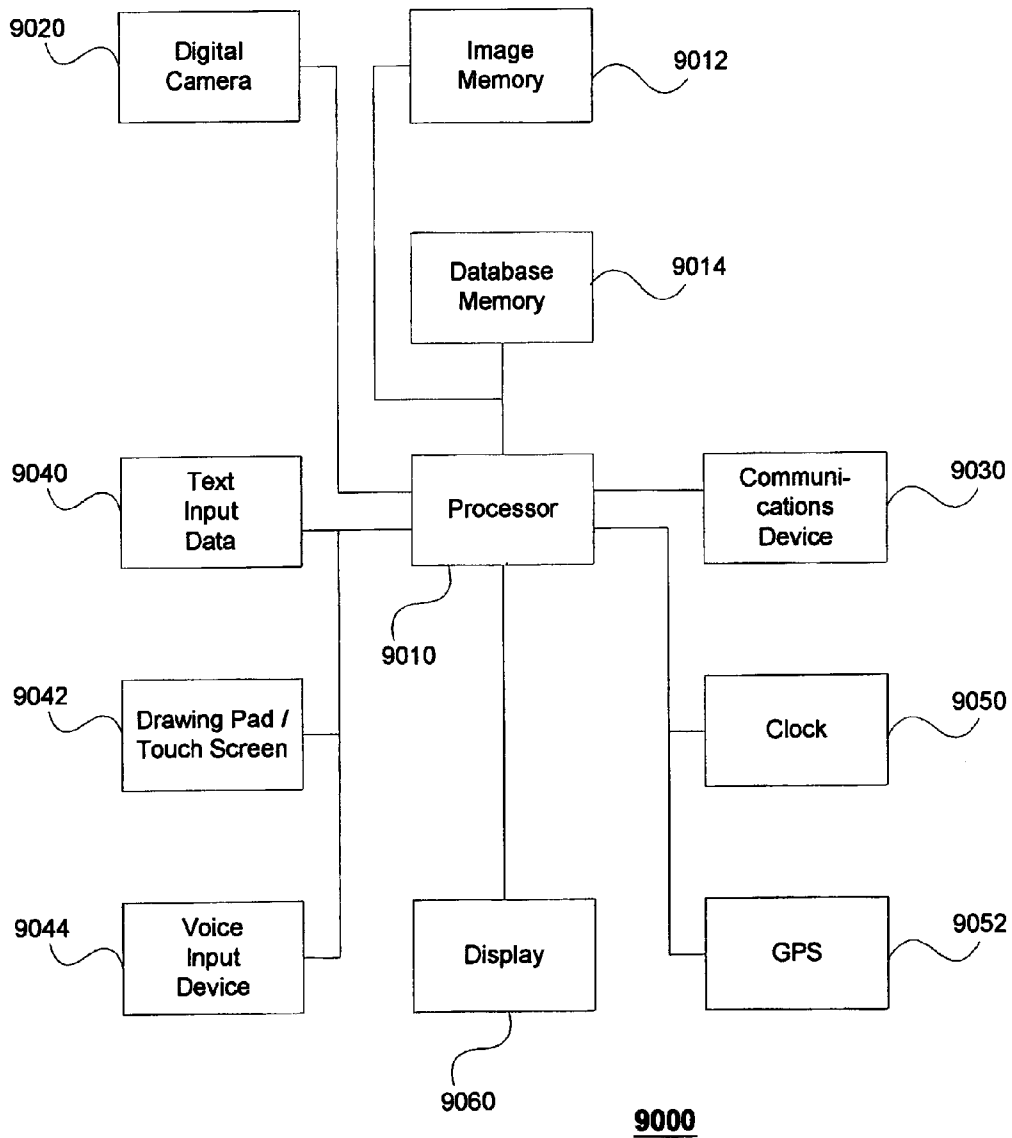 9020
Digital
Camera
Image
Memory
9012
Database
Memory
9014
9040
Text
Input
Data
Processor
9010
Communi-
cations
Device
9030
9042
Drawing Pad /
Touch Screen
Clock
9050
9044
Voice
Input
Device
Display
9060
GPS
9052
9000